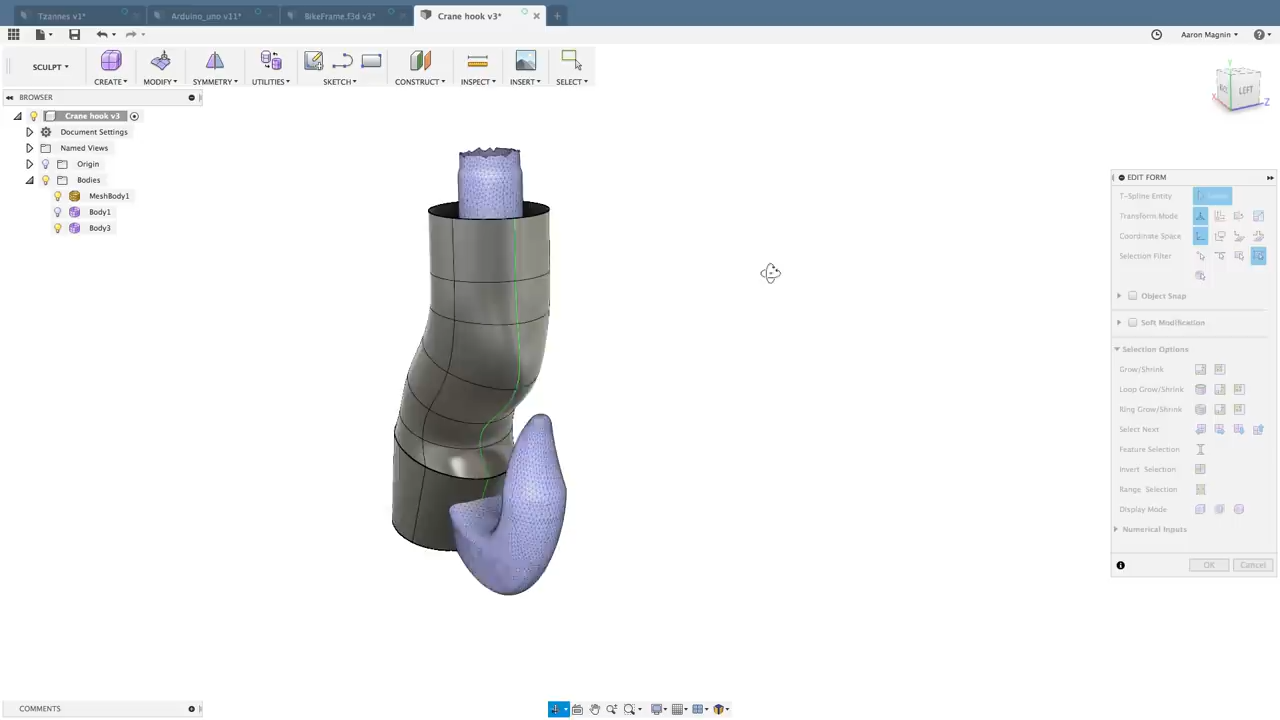 Tzannes v1*
Arduino_uno v11*
BikeFrame.f3d v3*
Crane hook v3*
Aaron Magnin
SCULPT
CREATE
MODIFY
SYMMETRY
UTILITIES
SKETCH
CONSTRUCT
INSPECT
INSERT
SELECT
Y
LEFT
X
Z
BROWSER
Crane hook v3
Document Settings
Named Views
Origin
Bodies
MeshBody1
Body1
Body3
EDIT FORM
T-Spline Entity
Transform Mode
Coordinate Space
Selection Filter
Object Snap
Soft Modification
Selection Options
Grow/Shrink
Loop Grow/Shrink
Ring Grow/Shrink
Select Next
Feature Selection
Invert Selection
Range Selection
Display Mode
Numerical Inputs
OK
Cancel
COMMENTS